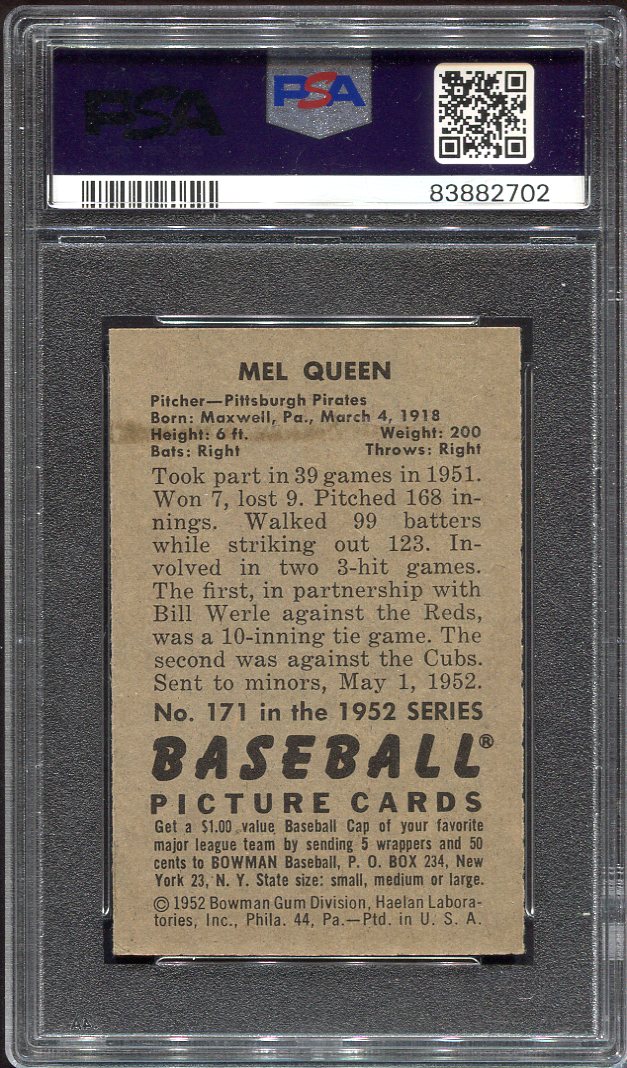 PSA
PSA
83882702
MEL QUEEN
Pitcher—Pittsburgh Pirates
Born: Maxwell, Pa., March 4, 1918
Height: 6 ft. Weight: 200
Bats: Right Throws: Right
Took part in 39 games in 1951.
Won 7, lost 9. Pitched 168 in-
nings. Walked 99 batters
while striking out 123. In-
volved in two 3-hit games.
The first, in partnership with
Bill Werle against the Reds,
was a 10-inning tie game. The
second was against the Cubs.
Sent to minors, May 1, 1952.
No. 171 in the 1952 SERIES
BASEBALL®
PICTURE CARDS
Get a $1.00 value Baseball Cap of your favorite
major league team by sending 5 wrappers and 50
cents to BOWMAN Baseball, P. O. BOX 234, New
York 23, N. Y. State size: small, medium or large.
© 1952 Bowman Gum Division, Haelan Labora-
tories, Inc., Phila. 44, Pa.—Ptd. in U. S. A.